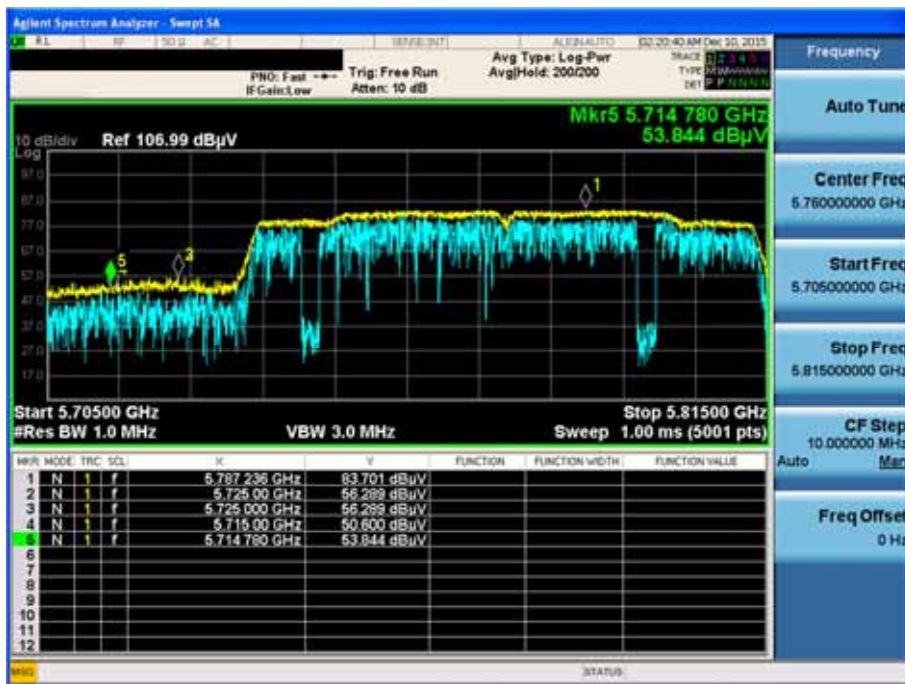 Agilent Spectrum Analyzer - Swept SA
RL RF 50 Ω AC SENSE:INT ALIGN AUTO 02:20:40 AM Dec 10, 2015
Avg Type: Log-Pwr
TRACE 1 2 3 4 5 6
PNO: Fast Trig: Free Run Avg|Hold: 200/200
TYPE
IFGain:Low Atten: 10 dB
DET P P N N N N
Mkr5 5.714 780 GHz
53.844 dBµV
10 dB/div Ref 106.99 dBµV
Log
97.0
87.0
77.0
67.0
57.0
47.0
37.0
27.0
17.0
1
5
Start 5.70500 GHz Stop 5.81500 GHz
#Res BW 1.0 MHz VBW 3.0 MHz Sweep 1.00 ms (5001 pts)
MKR MODE TRC SCL X Y FUNCTION FUNCTION WIDTH FUNCTION VALUE
1 N 1 f 5.787 236 GHz 83.701 dBµV
2 N 1 f 5.725 00 GHz 56.289 dBµV
3 N 1 f 5.725 000 GHz 56.289 dBµV
4 N 1 f 5.715 00 GHz 50.600 dBµV
5 N 1 f 5.714 780 GHz 53.844 dBµV
6
7
8
9
10
11
12
MSG STATUS
Frequency
Auto Tune
Center Freq
5.760000000 GHz
Start Freq
5.705000000 GHz
Stop Freq
5.815000000 GHz
CF Step
10.000000 MHz
Auto Man
Freq Offset
0 Hz